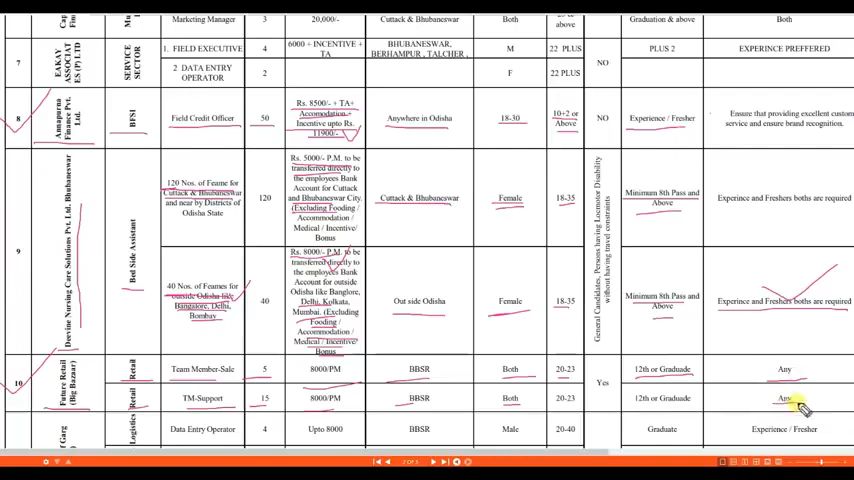 Marketing Manager 3 20,000/- Cuttack & Bhubaneswar Both above Graduation & above Both
7 EAKAY ASSOCIAT ES (P) LTD SERVICE SECTOR 1. FIELD EXECUTIVE 4 6000 + INCENTIVE + TA BHUBANESWAR, BERHAMPUR , TALCHER , M 22 PLUS NO PLUS 2 EXPERINCE PREFFERED
2 DATA ENTRY OPERATOR 2 F 22 PLUS
8 Annapurna Finance Pvt. Ltd. BFSI Field Credit Officer 50 Rs. 8500/- + TA+ Accomodation + Incentive upto Rs. 11900/- Anywhere in Odisha 18-30 10+2 or Above NO Experience / Fresher Ensure that providing excellent custom service and ensure brand recognition.
9 Deevine Nursing Care Solutions Pvt. Ltd. Bhubaneswar Bed Side Assistant
120 Nos. of Feame for Cuttack & Bhubaneswar and near by Districts of Odisha State 120 Rs. 5000/- P.M. to be transferred directly to the employees Bank Account for Cuttack and Bhubaneswar City. (Excluding Fooding / Accommodation / Medical / Incentive/ Bonus Cuttack & Bhubaneswar Female 18-35 General Candidates, Persons having Locomotor Disability without having travel constraints Minimum 8th Pass and Above Experince and Freshers boths are required
40 Nos. of Feames for outside Odisha like Bangalore, Delhi, Bombay 40 Rs. 8000/- P.M. to be transferred directly to the employees Bank Account for outside Odisha like Banglore, Delhi, Kolkata, Mumbai. (Excluding Fooding / Accommodation / Medical / Incentive/ Bonus Out side Odisha Female 18-35 Minimum 8th Pass and Above Experince and Freshers boths are required
10 Future Retail (Big Bazaar) Retail Team Member-Sale 5 8000/PM BBSR Both 20-23 Yes 12th or Graduate Any
Retail TM-Support 15 8000/PM BBSR Both 20-23 12th or Graduate Any
Logistics Data Entry Operator 4 Upto 8000 BBSR Male 20-40 Graduate Experience / Fresher